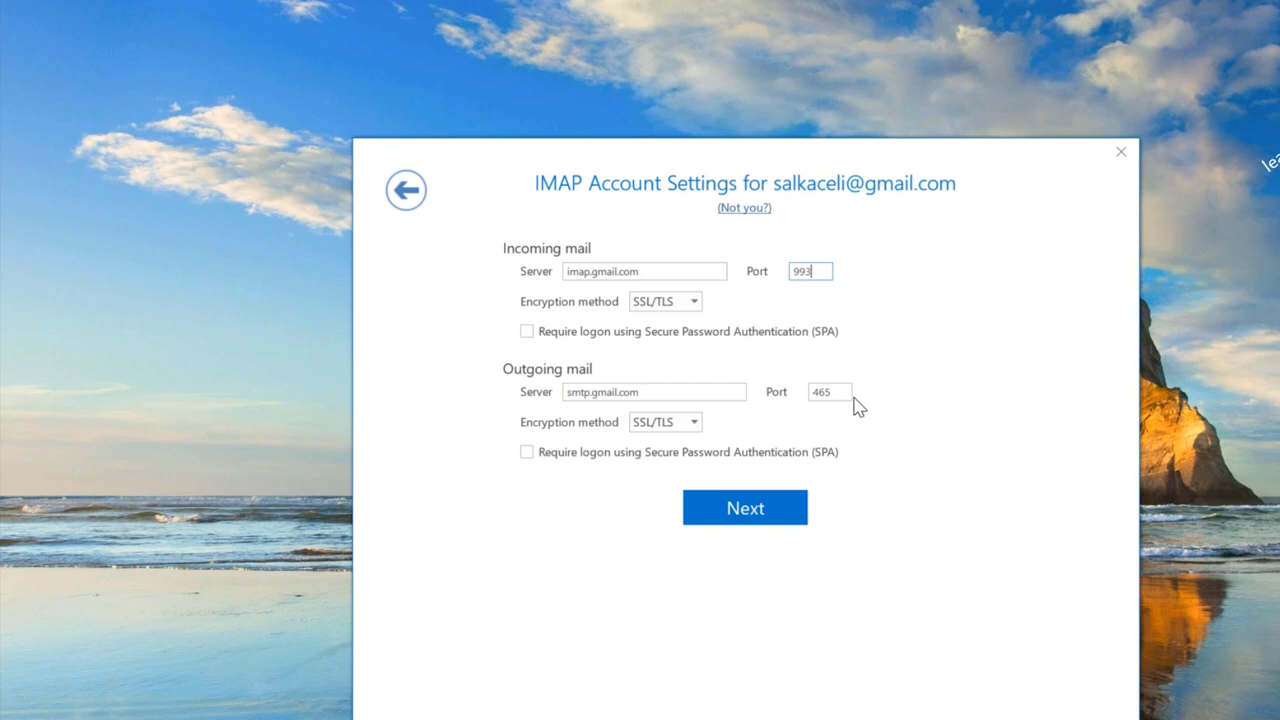 IMAP Account Settings for salkaceli@gmail.com
(Not you?)
Incoming mail
Server imap.gmail.com Port 993
Encryption method SSL/TLS
Require logon using Secure Password Authentication (SPA)
Outgoing mail
Server smtp.gmail.com Port 465
Encryption method SSL/TLS
Require logon using Secure Password Authentication (SPA)
Next